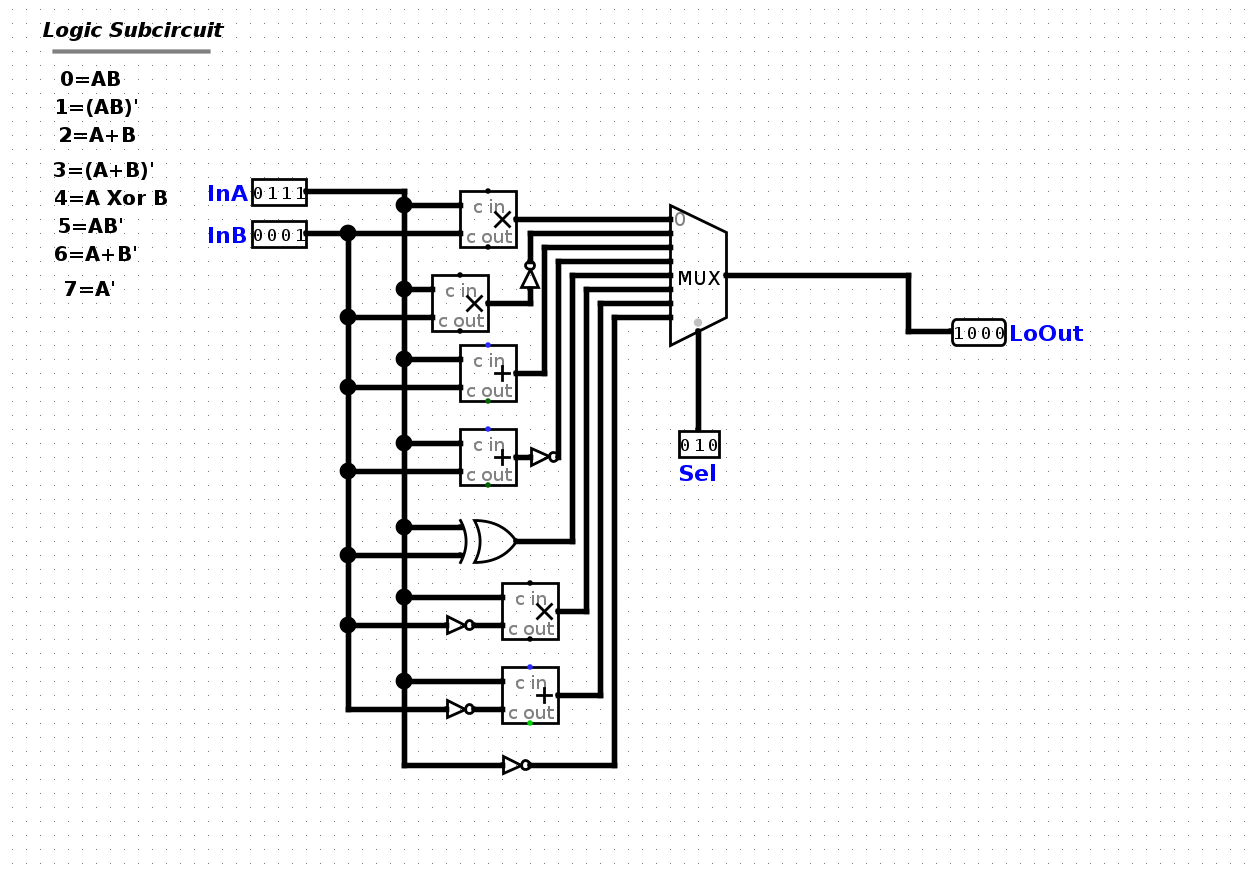 Logic Subcircuit
0=AB
1=(AB)'
2=A+B
3=(A+B)'
4=A Xor B
5=AB'
6=A+B'
7=A'
InA 0111
InB 0001
c in
c out
0
MUX
c in
c out
c in
c out
1000 LoOut
c in
c out
010
Sel
c in
c out
c in
c out